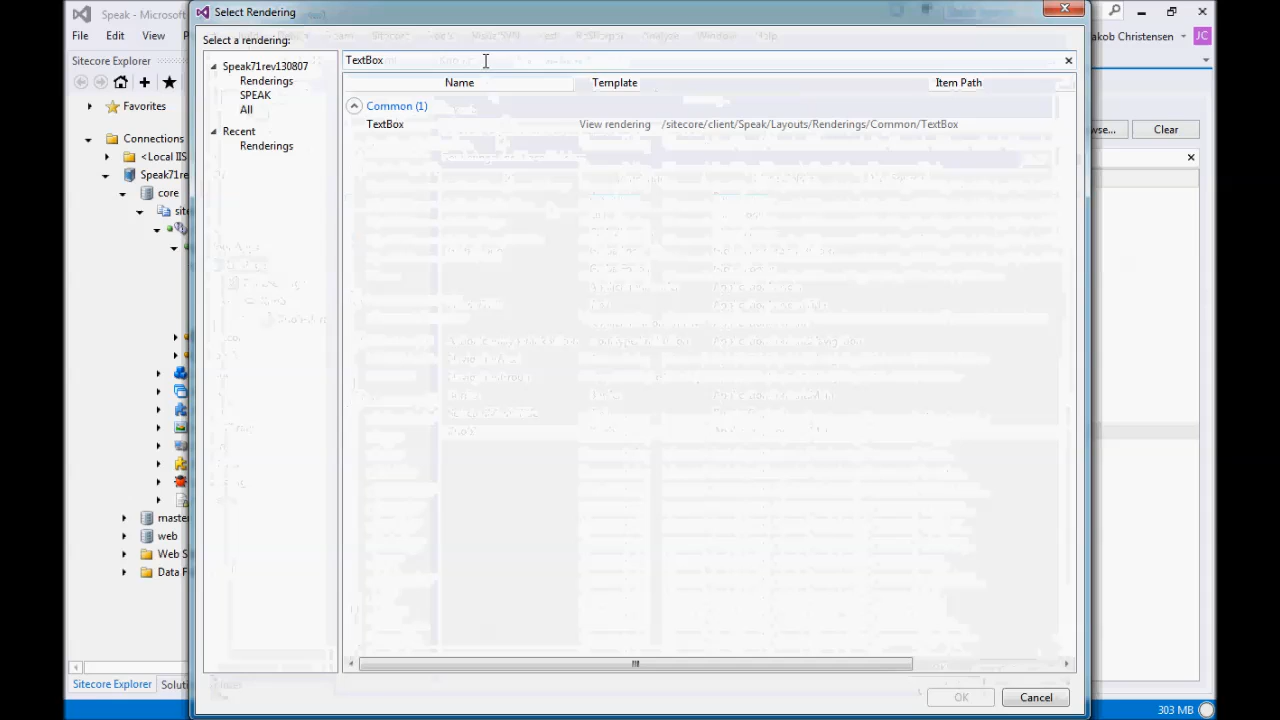 Speak - Microsoft
Select Rendering
Jakob Christensen
JC
File Edit View
Select a rendering:
Sitecore Explorer
Speak71rev130807
Renderings
SPEAK
All
Recent
Renderings
TextBox
Name Template Item Path
Common (1)
TextBox View rendering /sitecore/client/Speak/Layouts/Renderings/Common/TextBox
Clear
Favorites
Connections
<Local IIS
Speak71re
core
site
master
web
Web S
Data F
Sitecore Explorer Soluti
OK Cancel
303 MB